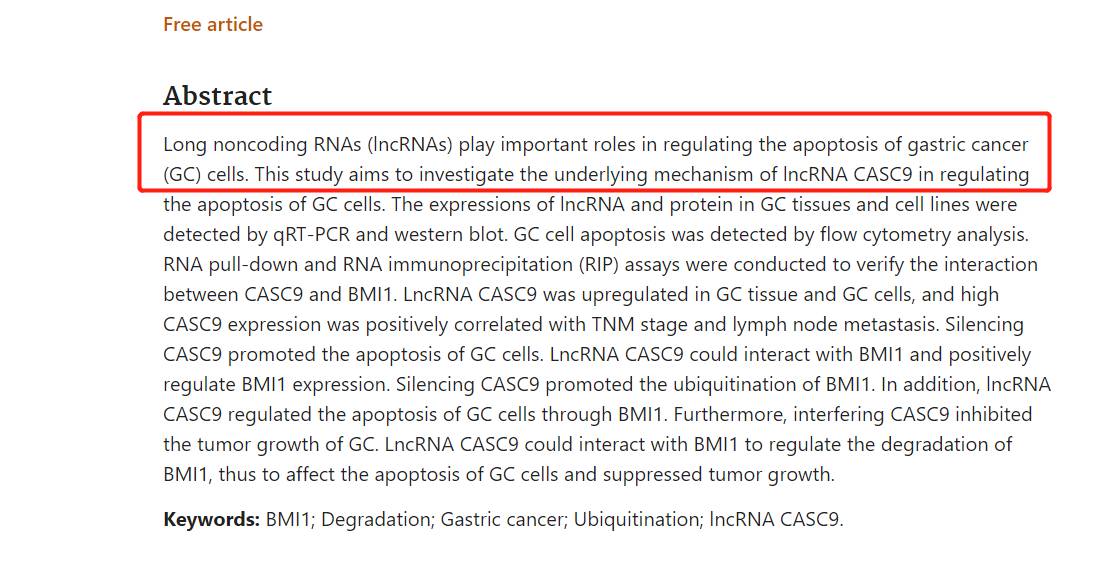 Free article
Abstract
Long noncoding RNAs (lncRNAs) play important roles in regulating the apoptosis of gastric cancer
(GC) cells. This study aims to investigate the underlying mechanism of lncRNA CASC9 in regulating
the apoptosis of GC cells. The expressions of lncRNA and protein in GC tissues and cell lines were
detected by qRT-PCR and western blot. GC cell apoptosis was detected by flow cytometry analysis.
RNA pull-down and RNA immunoprecipitation (RIP) assays were conducted to verify the interaction
between CASC9 and BMI1. LncRNA CASC9 was upregulated in GC tissue and GC cells, and high
CASC9 expression was positively correlated with TNM stage and lymph node metastasis. Silencing
CASC9 promoted the apoptosis of GC cells. LncRNA CASC9 could interact with BMI1 and positively
regulate BMI1 expression. Silencing CASC9 promoted the ubiquitination of BMI1. In addition, lncRNA
CASC9 regulated the apoptosis of GC cells through BMI1. Furthermore, interfering CASC9 inhibited
the tumor growth of GC. LncRNA CASC9 could interact with BMI1 to regulate the degradation of
BMI1, thus to affect the apoptosis of GC cells and suppressed tumor growth.
Keywords: BMI1; Degradation; Gastric cancer; Ubiquitination; lncRNA CASC9.